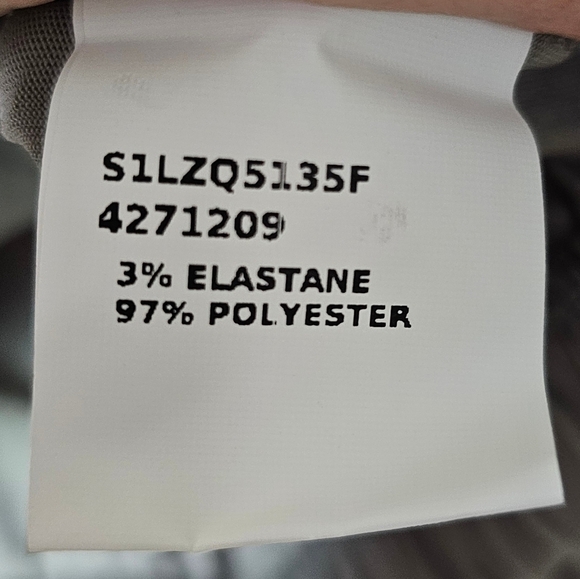 S1LZQ5135F
4271209
3% ELASTANE
97% POLYESTER